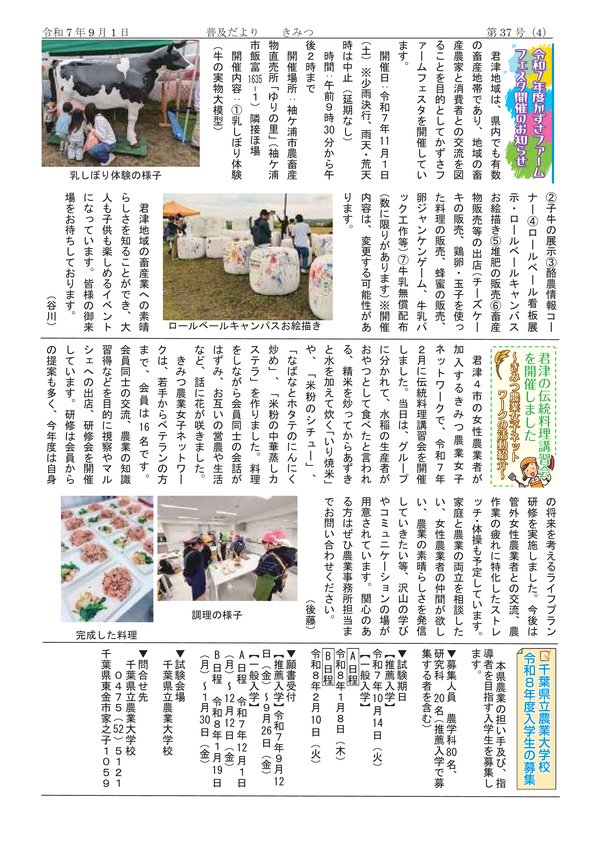 令和７年９月１日
普及だより　きみつ
第37号（4）
令和７年度かずさファーム
フェスタ開催のお知らせ
君津地域は、県内でも有数
の畜産地帯であり、地域の畜
産農家と消費者との交流を図
ることを目的としてかずさフ
ァームフェスタを開催してい
ます。
開催日：令和７年11月１日
（土）※少雨決行、雨天・荒天
時は中止（延期なし）
時間：午前９時30分から午
後２時まで
開催場所：袖ケ浦市農畜産
物直売所「ゆりの里」（袖ケ浦
市飯富1635-1）隣接ほ場
開催内容：①乳しぼり体験
（牛の実物大模型）
乳しぼり体験の様子
②子牛の展示③酪農情報コー
ナー④ロールベール看板展
示・ロールベールキャンバス
お絵描き⑤堆肥の販売⑥畜産
物販売等の出店（チーズケー
キの販売、鶏卵・玉子を使っ
た料理の販売、蜂蜜の販売、
卵ジャンケンゲーム、牛乳パ
ック工作等）⑦牛乳無償配布
（数に限りがあります）※開催
内容は、変更する可能性があ
ります。
ロールベールキャンバスお絵描き
君津地域の畜産業への素晴
らしさを知ることができ、大
人も子供も楽しめるイベント
になっています。皆様の御来
場をお待ちしております。
（谷川）
君津の伝統料理講習会
を開催しました
～きみつ農業女子ネット
ワークの活動紹介～
君津４市の女性農業者が
加入するきみつ農業女子
ネットワークで、令和７年
２月に伝統料理講習会を開催
しました。当日は、グループ
に分かれて、水稲の生産者が
おやつとして食べたと言われ
る、精米を炒ってからあずき
と水を加えて炊く「いり焼米」
や、「米粉のシチュー」、
「なばなとホタテのにんにく
炒め」、「米粉の中華蒸しカ
ステラ」を作りました。料理
をしながら会員同士の会話が
はずみ、お互いの営農や生活
など、話に花が咲きました。
きみつ農業女子ネットワー
クは、若手からベテランの方
まで、会員は16名です。
会員同士の交流、農業の知識
習得などを目的に視察やマル
シェへの出店、研修会を開催
しています。研修は会員から
の提案も多く、今年度は自身
の将来を考えるライフプラン
研修を実施しました。今後は
管外女性農業者との交流、農
作業の疲れに特化したストレ
ッチ・体操も予定しています。
家庭と農業の両立を相談した
い、女性農業者の仲間が欲し
い、農業の素晴らしさを発信
していきたい等、沢山の学び
やコミュニケーションの場が
用意されています。関心のあ
る方はぜひ農業事務所担当ま
でお問い合わせください。
（後藤）
調理の様子
完成した料理
千葉県立農業大学校
令和８年度入学生の募集
本県農業の担い手及び、指
導者を目指す入学生を募集し
ます。
▼募集人員　農学科80名、
研究科　20名（推薦入学で募
集する者を含む）
▼試験期日
【推薦入学】
令和７年10月14日（火）
【一般入学】
A日程
令和８年１月８日（木）
B日程
令和８年２月10日（火）
▼願書受付
【推薦入学】令和７年９月12
日（金）～９月26日（金）
【一般入学】
A日程　令和７年12月１日
（月）～12月12日（金）
B日程　令和８年１月19日
（月）～１月30日（金）
▼試験会場
千葉県立農業大学校
▼問合せ先
千葉県立農業大学校
０４７５（52）５１２１
千葉県東金市家之子１０５９